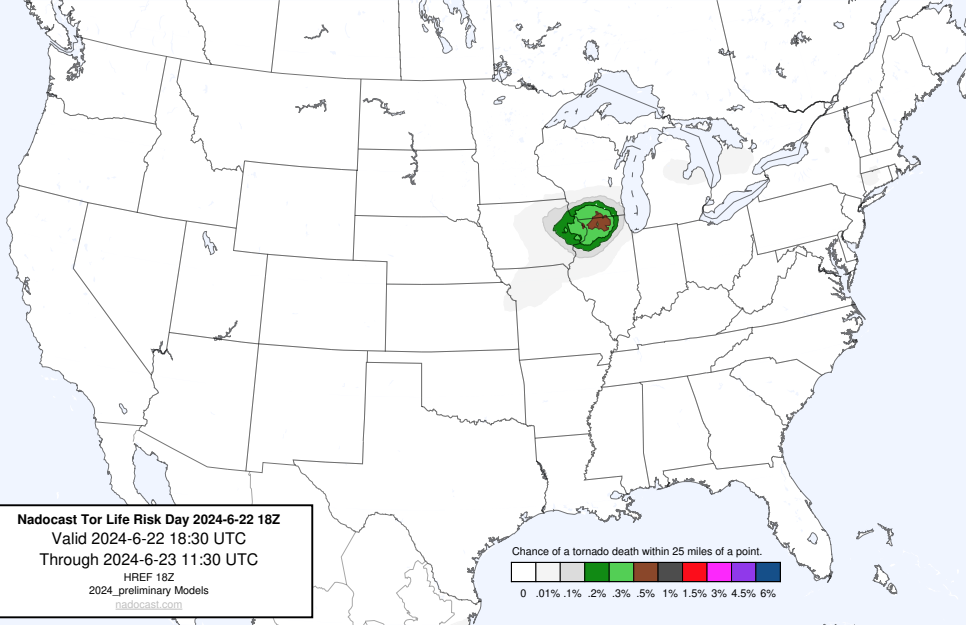 Nadocast Tor Life Risk Day 2024-6-22 18Z
Valid 2024-6-22 18:30 UTC
Through 2024-6-23 11:30 UTC
HREF 18Z
2024_preliminary Models
nadocast.com
Chance of a tornado death within 25 miles of a point.
0 .01% .1% .2% .3% .5% 1% 1.5% 3% 4.5% 6%